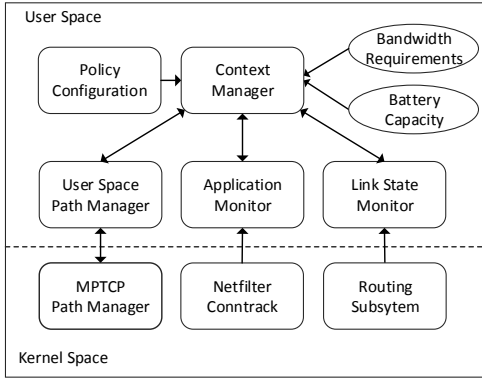 User Space
Policy
Configuration
Context
Manager
Bandwidth
Requirements
Battery
Capacity
User Space
Path Manager
Application
Monitor
Link State
Monitor
MPTCP
Path Manager
Netfilter
Conntrack
Routing
Subsytem
Kernel Space